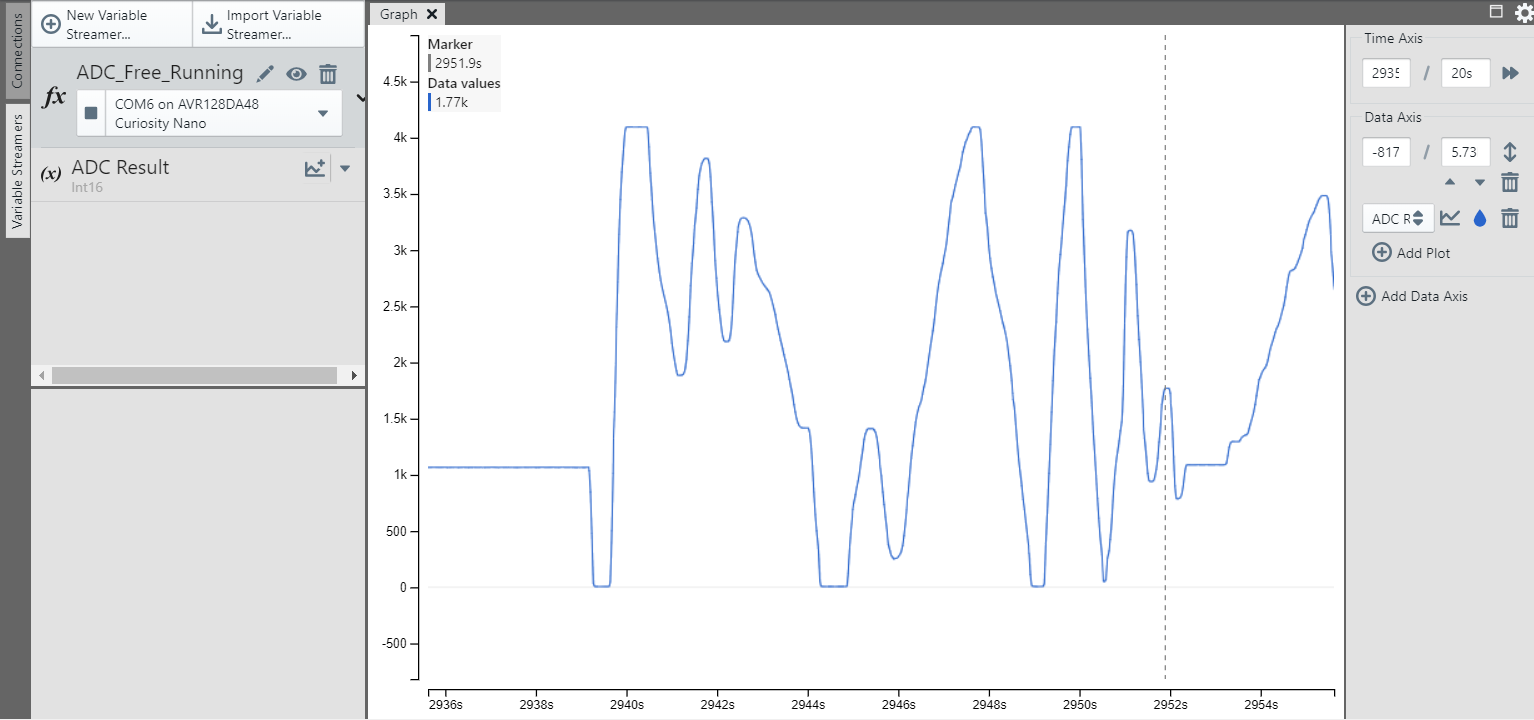 Connections
Variable Streamers
New Variable
Streamer...
Import Variable
Streamer...
fx
ADC_Free_Running
COM6 on AVR128DA48
Curiosity Nano
(x)
ADC Result
Int16
Graph
Marker
2951.9s
Data values
1.77k
4.5k
4k
3.5k
3k
2.5k
2k
1.5k
1k
500
0
-500
2936s
2938s
2940s
2942s
2944s
2946s
2948s
2950s
2952s
2954s
Time Axis
2935 / 20s
Data Axis
-817 / 5.73
ADC R
Add Plot
Add Data Axis